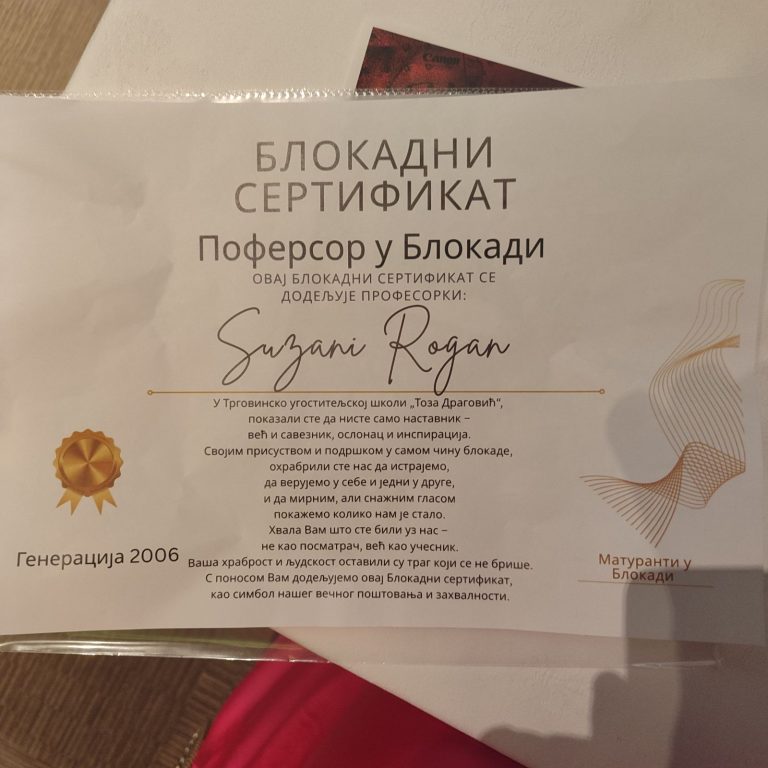 Canon
БЛОКАДНИ
СЕРТИФИКАТ
Поферсор у Блокади
ОВАЈ БЛОКАДНИ СЕРТИФИКАТ СЕ
ДОДЕЉУЈЕ ПРОФЕСОРКИ:
Suzani Rogan
У Трговинско угоститељској школи „Тоза Драговић“,
показали сте да нисте само наставник –
већ и савезник, ослонац и инспирација.
Својим присуством и подршком у самом чину блокаде,
охрабрили сте нас да истрајемо,
да верујемо у себе и једни у друге,
и да мирним, али снажним гласом
покажемо колико нам је стало.
Хвала Вам што сте били уз нас –
не као посматрач, већ као учесник.
Ваша храброст и људскост оставили су траг који се не брише.
С поносом Вам додељујемо овај Блокадни сертификат,
као симбол нашег вечног поштовања и захвалности.
Генерација 2006
Матуранти у
Блокади